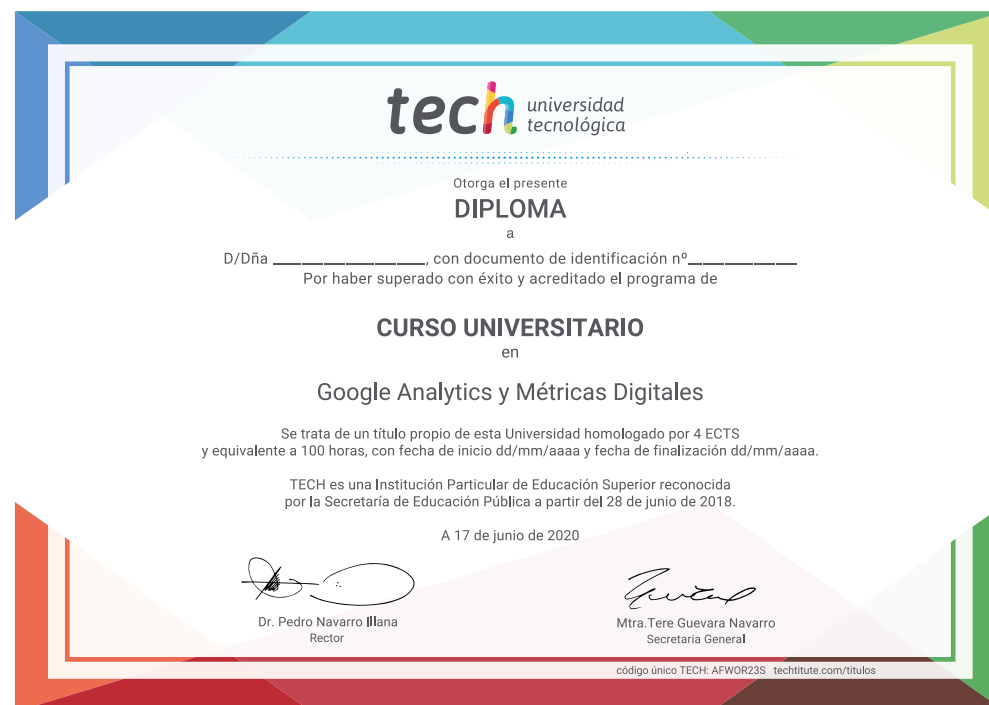 tech universidad
tecnológica
Otorga el presente
DIPLOMA
a
D/Dña ____________________, con documento de identificación nº______________
Por haber superado con éxito y acreditado el programa de
CURSO UNIVERSITARIO
en
Google Analytics y Métricas Digitales
Se trata de un título propio de esta Universidad homologado por 4 ECTS
y equivalente a 100 horas, con fecha de inicio dd/mm/aaaa y fecha de finalización dd/mm/aaaa.
TECH es una Institución Particular de Educación Superior reconocida
por la Secretaría de Educación Pública a partir del 28 de junio de 2018.
A 17 de junio de 2020
Dr. Pedro Navarro Illana
Rector
Mtra.Tere Guevara Navarro
Secretaria General
código único TECH: AFWOR23S techtitute.com/titulos